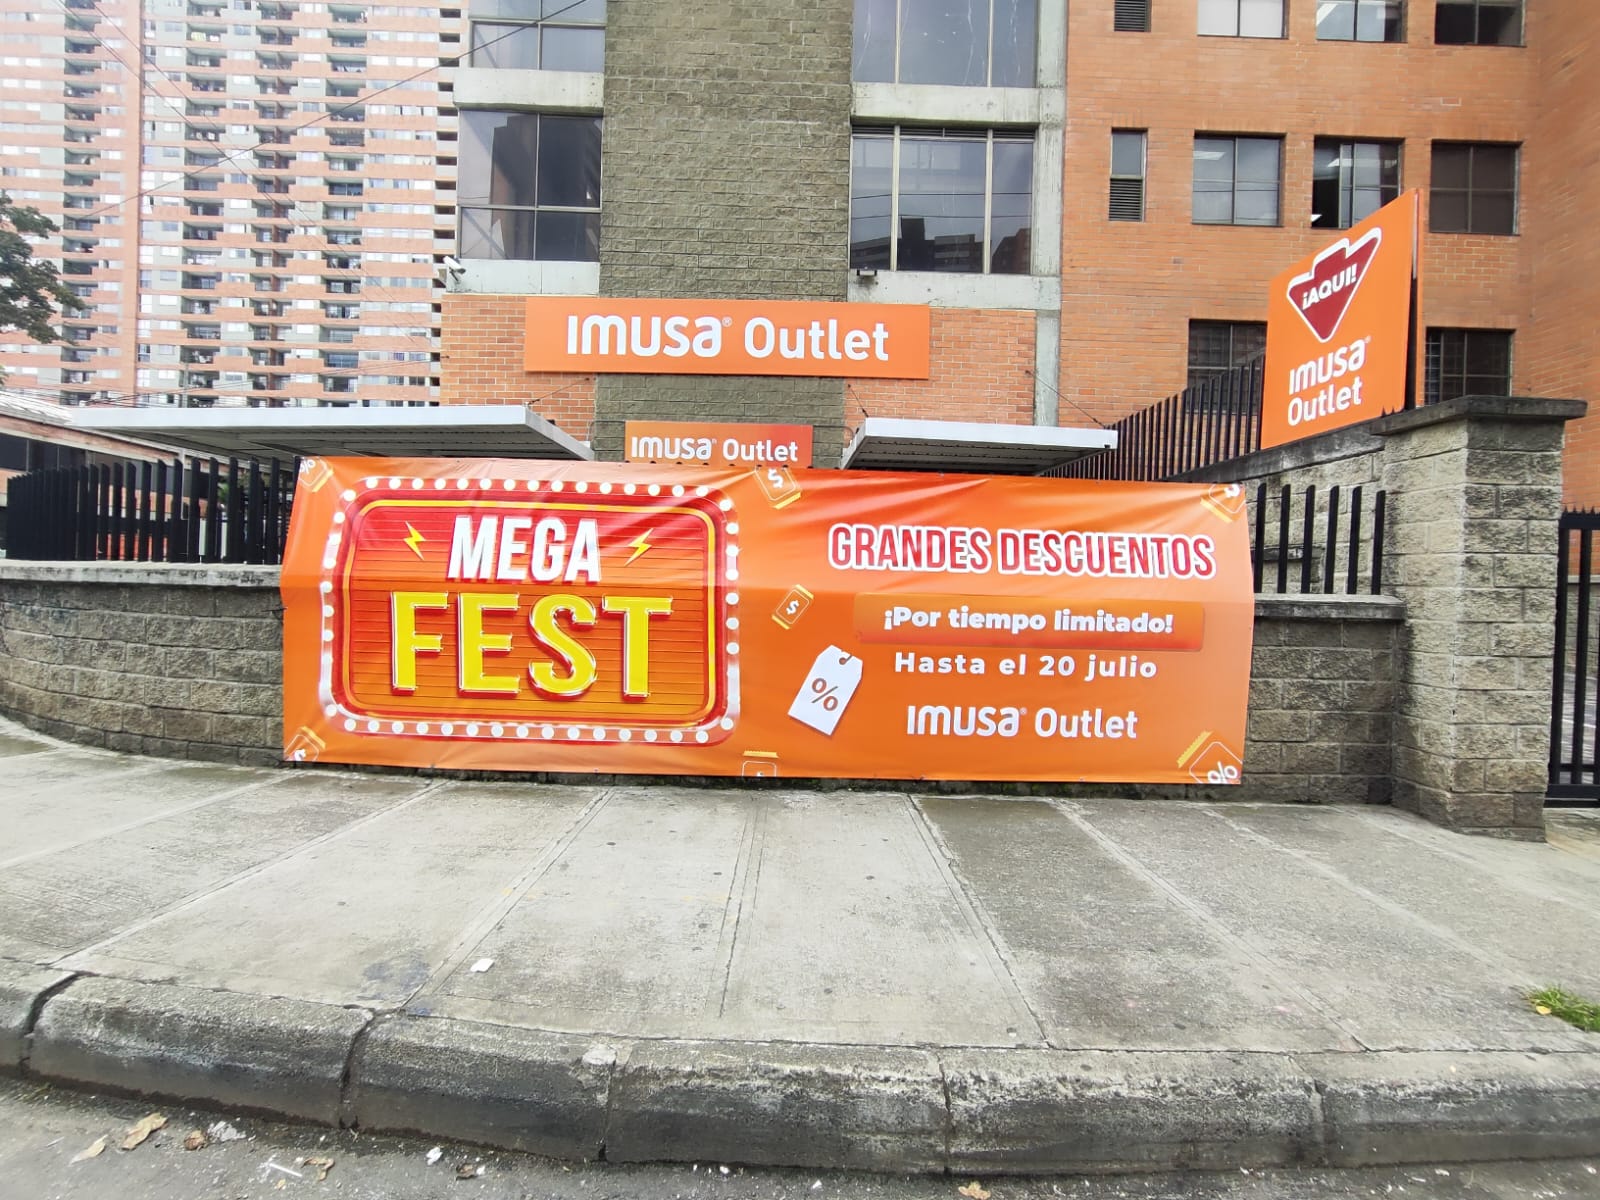 IMUSA® Outlet
¡AQUI!
IMUSA®
Outlet
IMUSA® Outlet
MEGA
FEST
GRANDES DESCUENTOS
¡Por tiempo limitado!
Hasta el 20 julio
%
IMUSA® Outlet
$
$
%